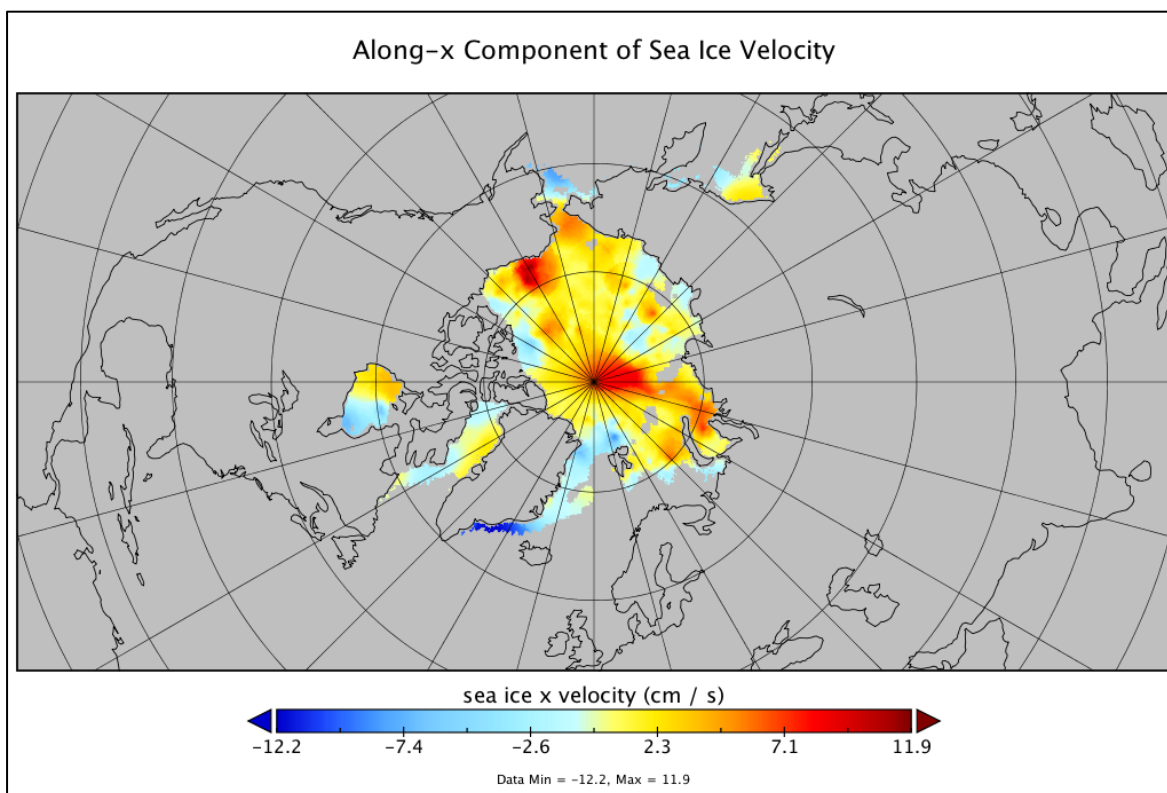 Along-x Component of Sea Ice Velocity
sea ice x velocity (cm / s)
-12.2 -7.4 -2.6 2.3 7.1 11.9
Data Min = -12.2, Max = 11.9